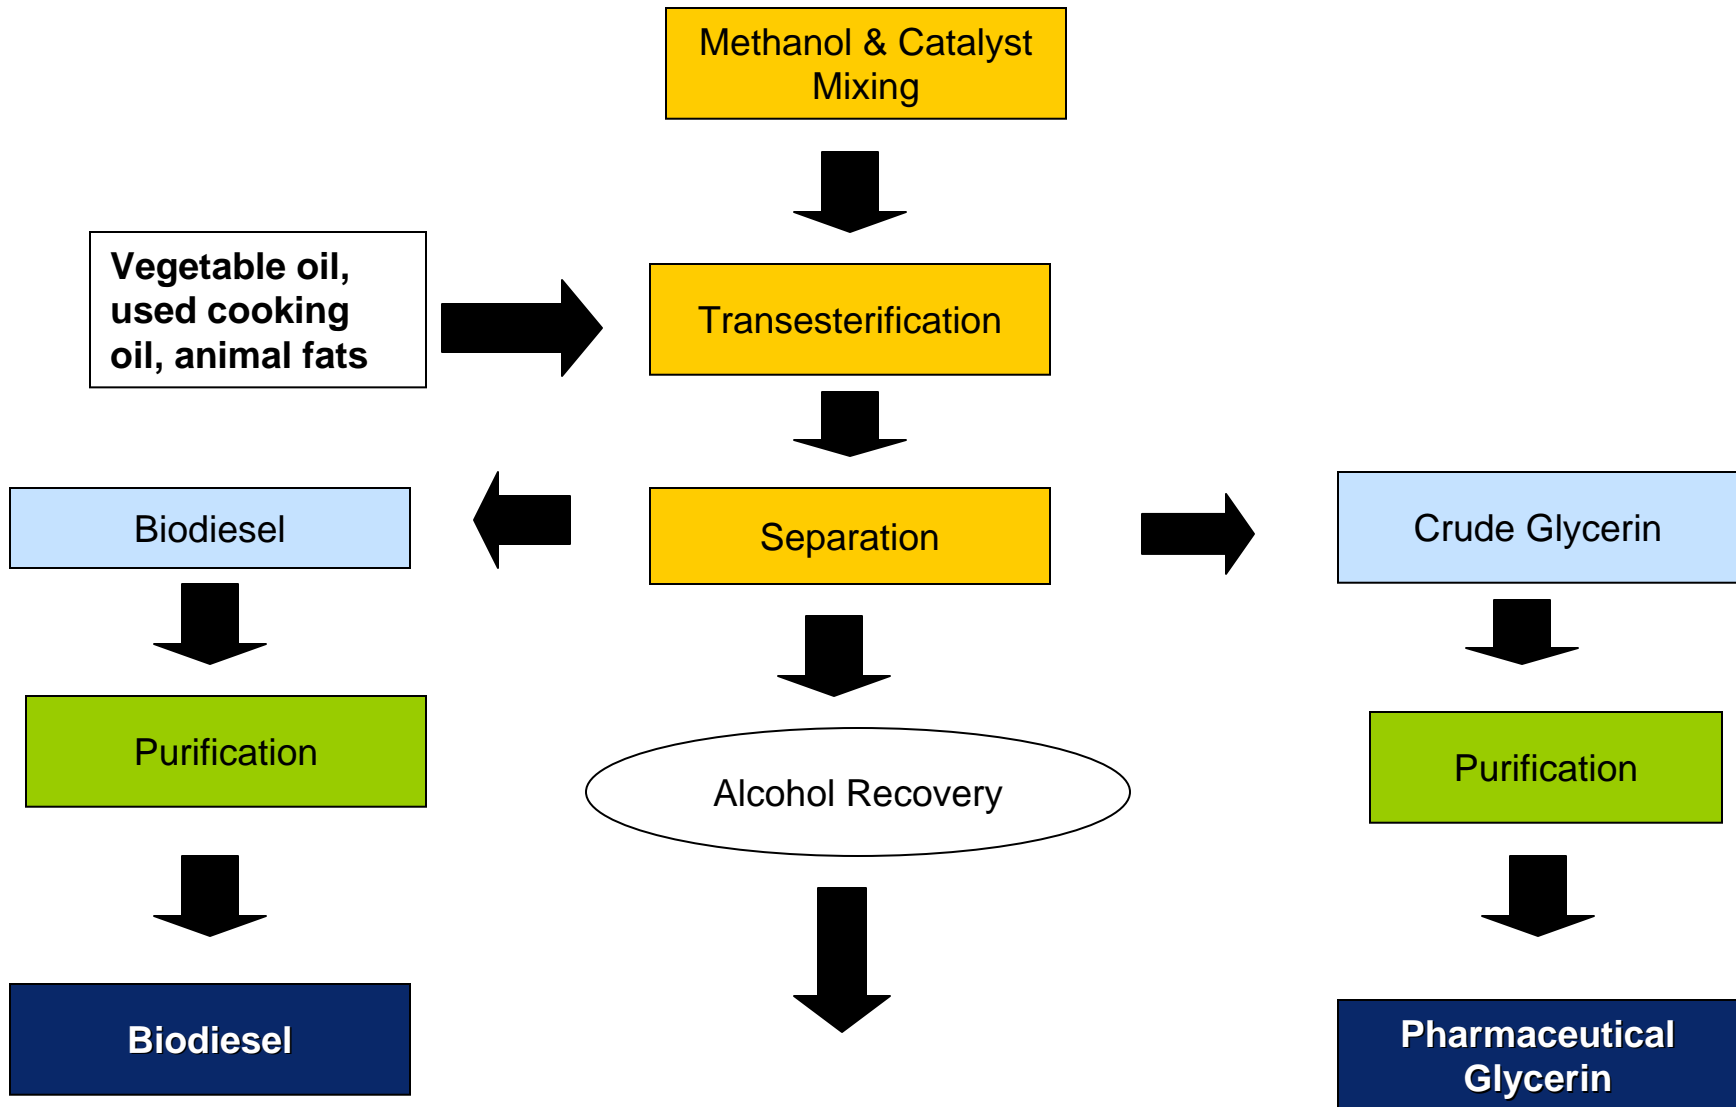 Methanol & Catalyst
Mixing
Vegetable oil,
used cooking
oil, animal fats
Transesterification
Biodiesel
Separation
Crude Glycerin
Purification
Alcohol Recovery
Purification
Biodiesel
Pharmaceutical
Glycerin